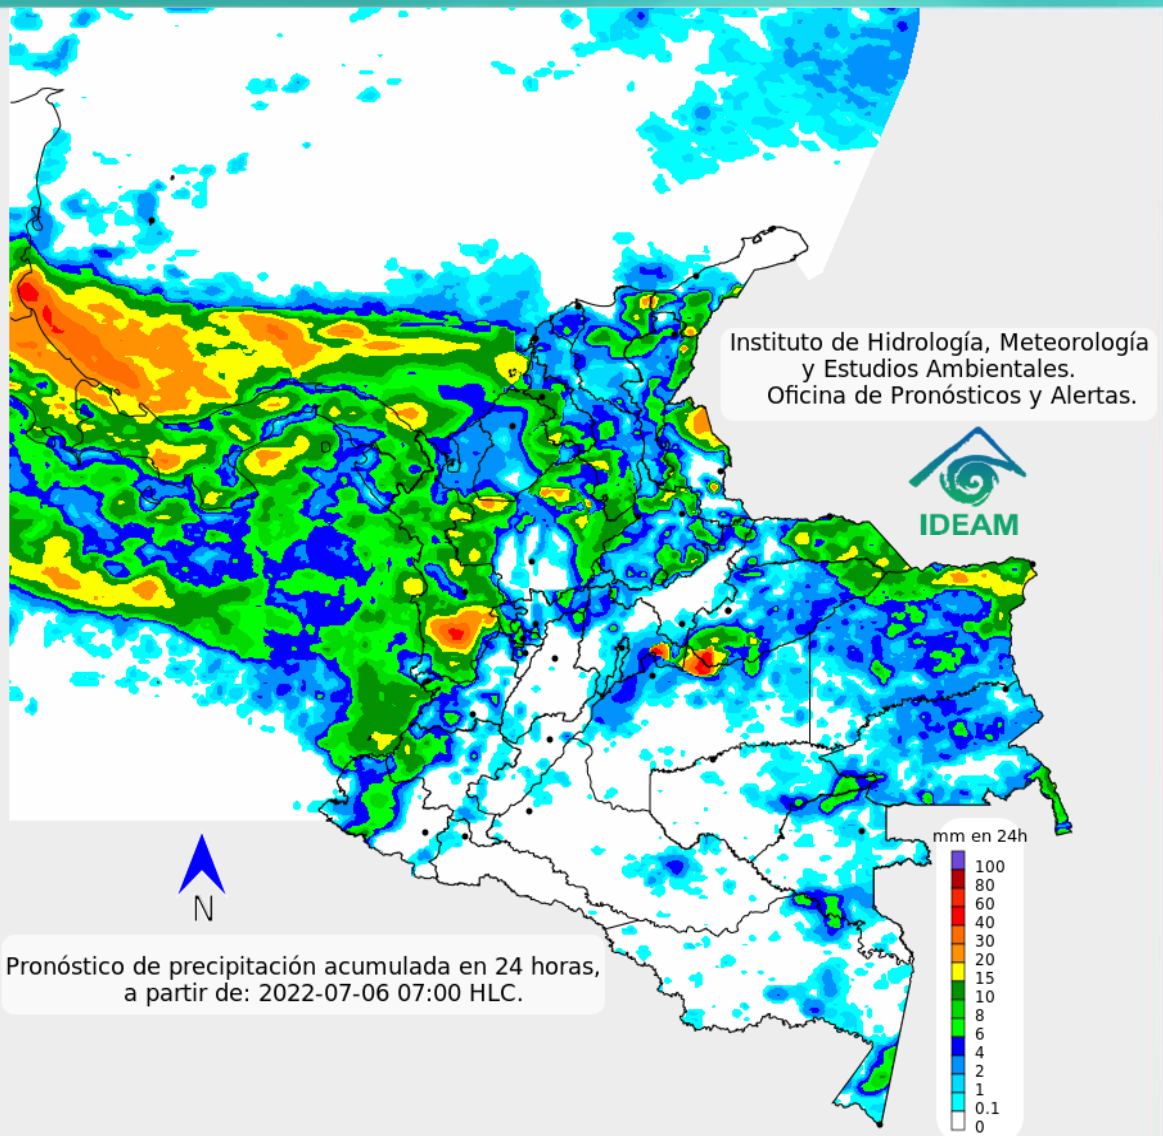 Instituto de Hidrología, Meteorología
y Estudios Ambientales.
Oficina de Pronósticos y Alertas.
IDEAM
mm en 24h
100
80
60
40
30
20
15
10
8
6
4
2
1
0.1
0
N
Pronóstico de precipitación acumulada en 24 horas,
a partir de: 2022-07-06 07:00 HLC.